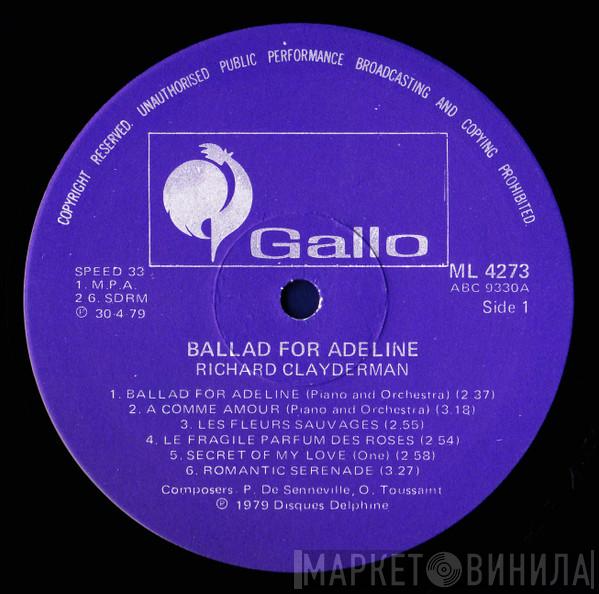 COPYRIGHT RESERVED. UNAUTHORISED PUBLIC PERFORMANCE BROADCASTING AND COPYING PROHIBITED.
Gallo
SPEED 33
1. M.P.A.
2 6. SDRM
℗ 30·4·79
ML 4273
ABC 9330A
Side 1
BALLAD FOR ADELINE
RICHARD CLAYDERMAN
1. BALLAD FOR ADELINE (Piano and Orchestra) (2 37)
2. A COMME AMOUR (Piano and Orchestra) (3.18)
3. LES FLEURS SAUVAGES (2.55)
4. LE FRAGILE PARFUM DES ROSES (2 54)
5. SECRET OF MY LOVE (One) (2 58)
6. ROMANTIC SERENADE (3.27)
Composers. P. De Senneville, O. Toussaint
℗ 1979 Disques Delphine
МАРКЕТ ВИНИЛА